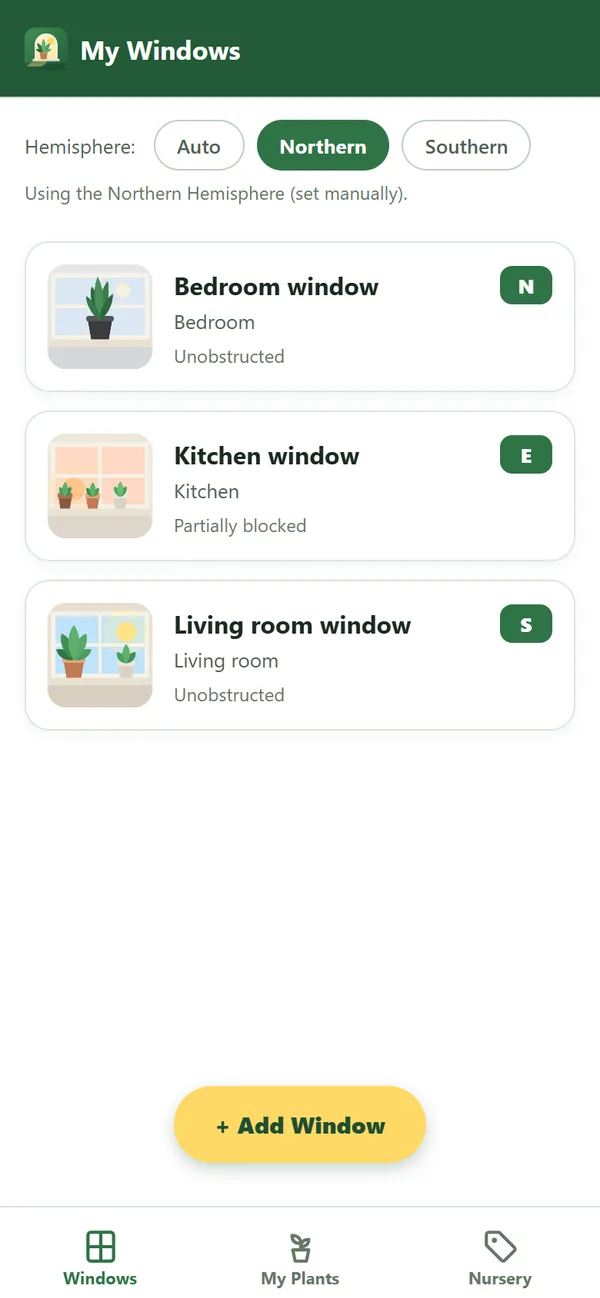 My Windows
Hemisphere: Auto Northern Southern
Using the Northern Hemisphere (set manually).
Bedroom window N
Bedroom
Unobstructed
Kitchen window E
Kitchen
Partially blocked
Living room window S
Living room
Unobstructed
+ Add Window
Windows My Plants Nursery